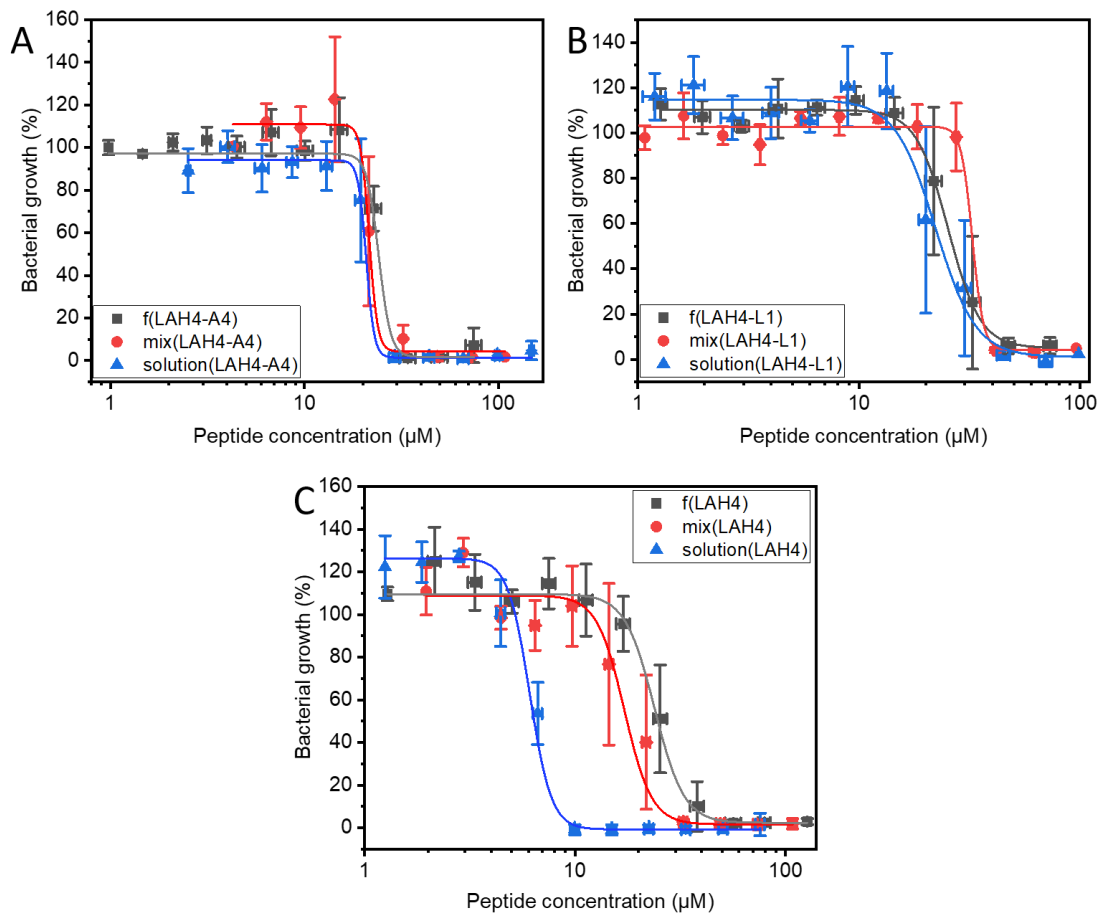 A
160
140
120
100
80
60
40
20
0
Bacterial growth (%)
f(LAH4-A4)
mix(LAH4-A4)
solution(LAH4-A4)
1
10
100
Peptide concentration (µM)
B
140
120
100
80
60
40
20
0
Bacterial growth (%)
f(LAH4-L1)
mix(LAH4-L1)
solution(LAH4-L1)
1
10
100
Peptide concentration (µM)
C
160
140
120
100
80
60
40
20
0
Bacterial growth (%)
f(LAH4)
mix(LAH4)
solution(LAH4)
1
10
100
Peptide concentration (µM)